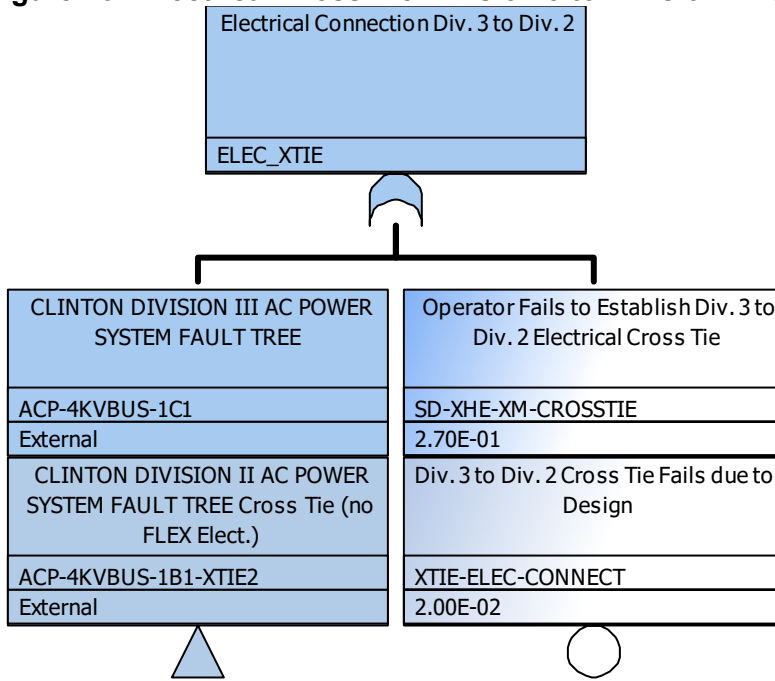 Electrical Connection Div. 3 to Div. 2
ELEC_XTIE
CLINTON DIVISION III AC POWER
SYSTEM FAULT TREE
ACP-4KVBUS-1C1
External
Operator Fails to Establish Div. 3 to
Div. 2 Electrical Cross Tie
SD-XHE-XM-CROSSTIE
2.70E-01
CLINTON DIVISION II AC POWER
SYSTEM FAULT TREE Cross Tie (no
FLEX Elect.)
ACP-4KVBUS-1B1-XTIE2
External
Div. 3 to Div. 2 Cross Tie Fails due to
Design
XTIE-ELEC-CONNECT
2.00E-02